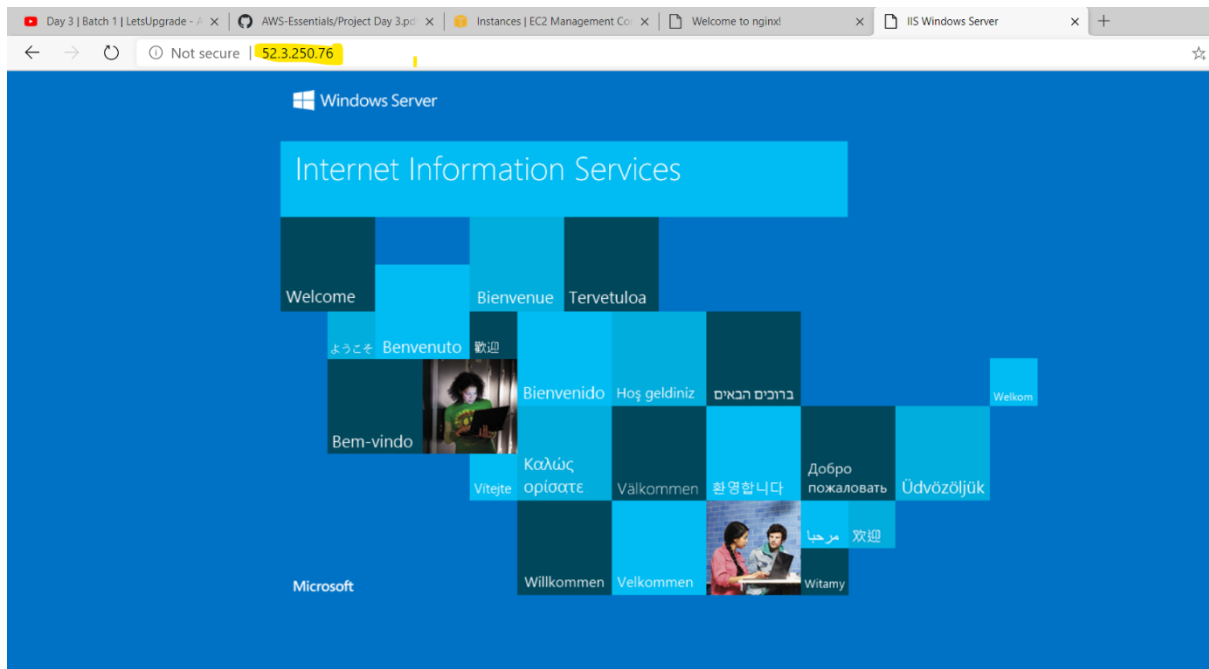 Day 3 | Batch 1 | LetsUpgrade - A
AWS-Essentials/Project Day 3.pd
Instances | EC2 Management Co
Welcome to nginx!
IIS Windows Server
Not secure | 52.3.250.76
Windows Server
Internet Information Services
Welcome
Bienvenue
Tervetuloa
ようこそ
Benvenuto
歡迎
Bienvenido
Hoş geldiniz
ברוכים הבאים
Welkom
Bem-vindo
Vítejte
Καλώς
ορίσατε
Välkommen
환영합니다
Добро
пожаловать
Üdvözöljük
Microsoft
Willkommen
Velkommen
مرحبا
欢迎
Witamy